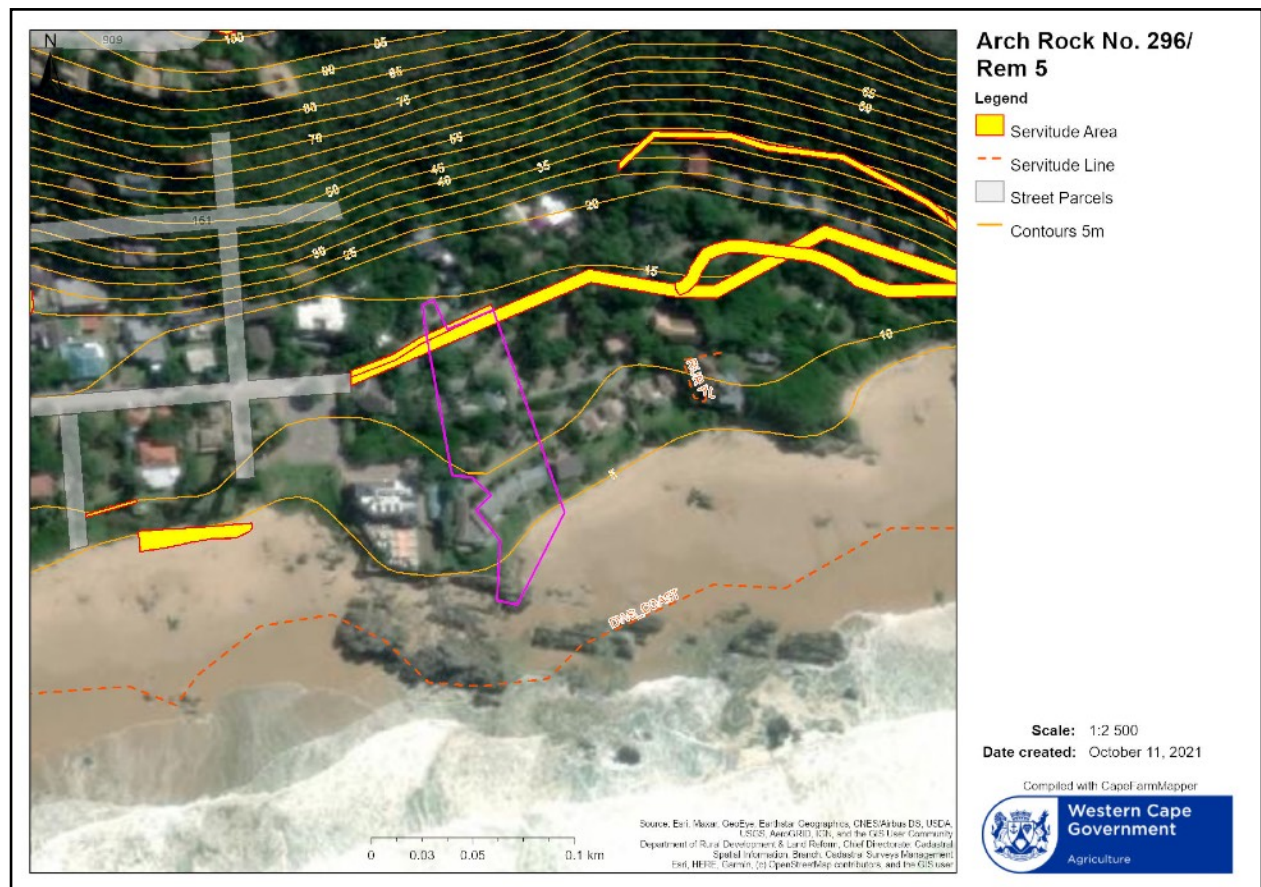 Arch Rock No. 296/
Rem 5
Legend
Servitude Area
Servitude Line
Street Parcels
Contours 5m
N
909
100
95
90
85
80
75
70
65
60
55
50
45
40
35
30
25
20
15
10
161
DWS_COAST
Scale: 1:2 500
Date created: October 11, 2021
Compiled with CapeFarmMapper
Western Cape
Government
Agriculture
0 0.03 0.05 0.1 km
Source: Esri, Maxar, GeoEye, Earthstar Geographics, CNES/Airbus DS, USDA,
USGS, AeroGRID, IGN, and the GIS User Community
Department of Rural Development & Land Reform, Chief Directorate: Cadastral
Spatial Information, Branch: Cadastral Surveys Management
Esri, HERE, Garmin, (c) OpenStreetMap contributors, and the GIS user